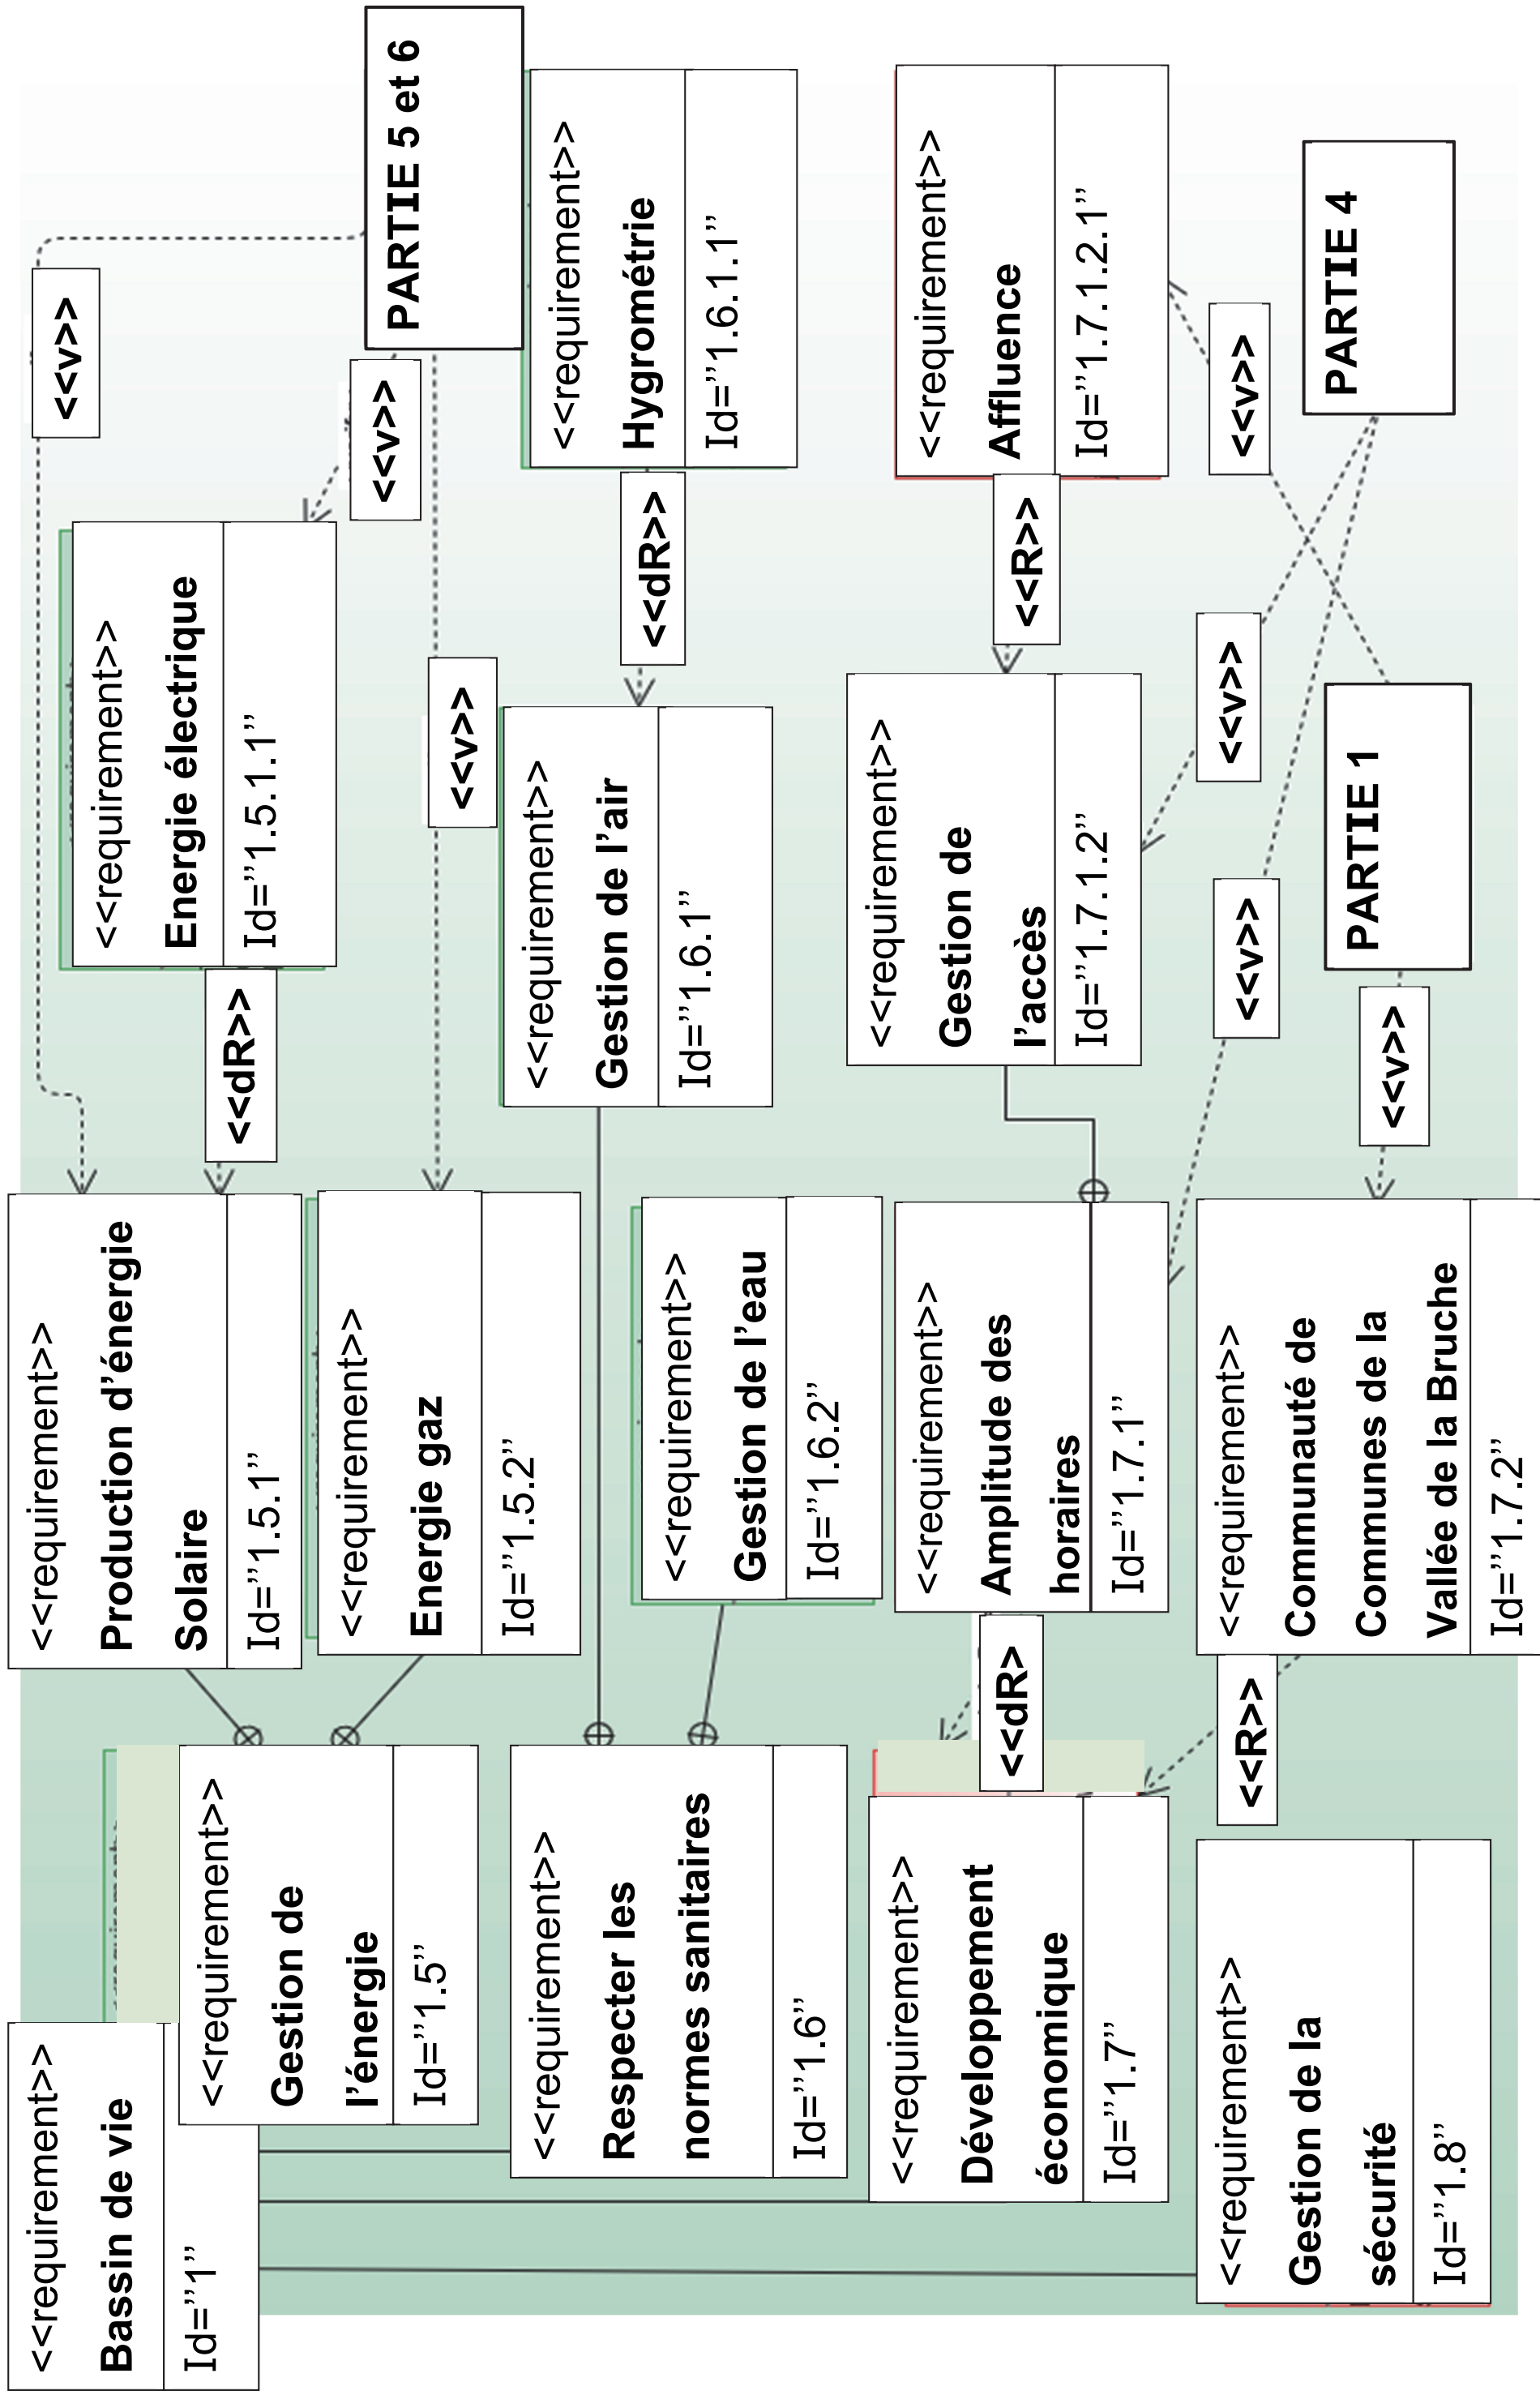 <<requirement>>
Bassin de vie
Id=”1”
<<requirement>>
Gestion de
l’énergie
Id=”1.5”
<<requirement>>
Production d’énergie
Solaire
Id=”1.5.1”
<<dR>>
<<requirement>>
Energie électrique
Id=”1.5.1.1”
<<v>>
<<v>>
PARTIE 5 et 6
<<requirement>>
Energie gaz
Id=”1.5.2”
<<v>>
<<requirement>>
Respecter les
normes sanitaires
Id=”1.6”
<<requirement>>
Gestion de l’air
Id=”1.6.1”
<<dR>>
<<requirement>>
Hygrométrie
Id=”1.6.1.1”
<<requirement>>
Gestion de l’eau
Id=”1.6.2”
<<requirement>>
Développement
économique
Id=”1.7”
<<dR>
<<requirement>>
Amplitude des
horaires
Id=”1.7.1”
<<requirement>>
Gestion de
l’accès
Id=”1.7.1.2”
<<R>>
<<requirement>>
Affluence
Id=”1.7.1.2.1”
<<requirement>>
Gestion de la
sécurité
Id=”1.8”
<<R>>
<<requirement>>
Communauté de
Communes de la
Vallée de la Bruche
Id=”1.7.2”
<<v>>
<<v>>
<<v>>
<<v>>
PARTIE 1
PARTIE 4